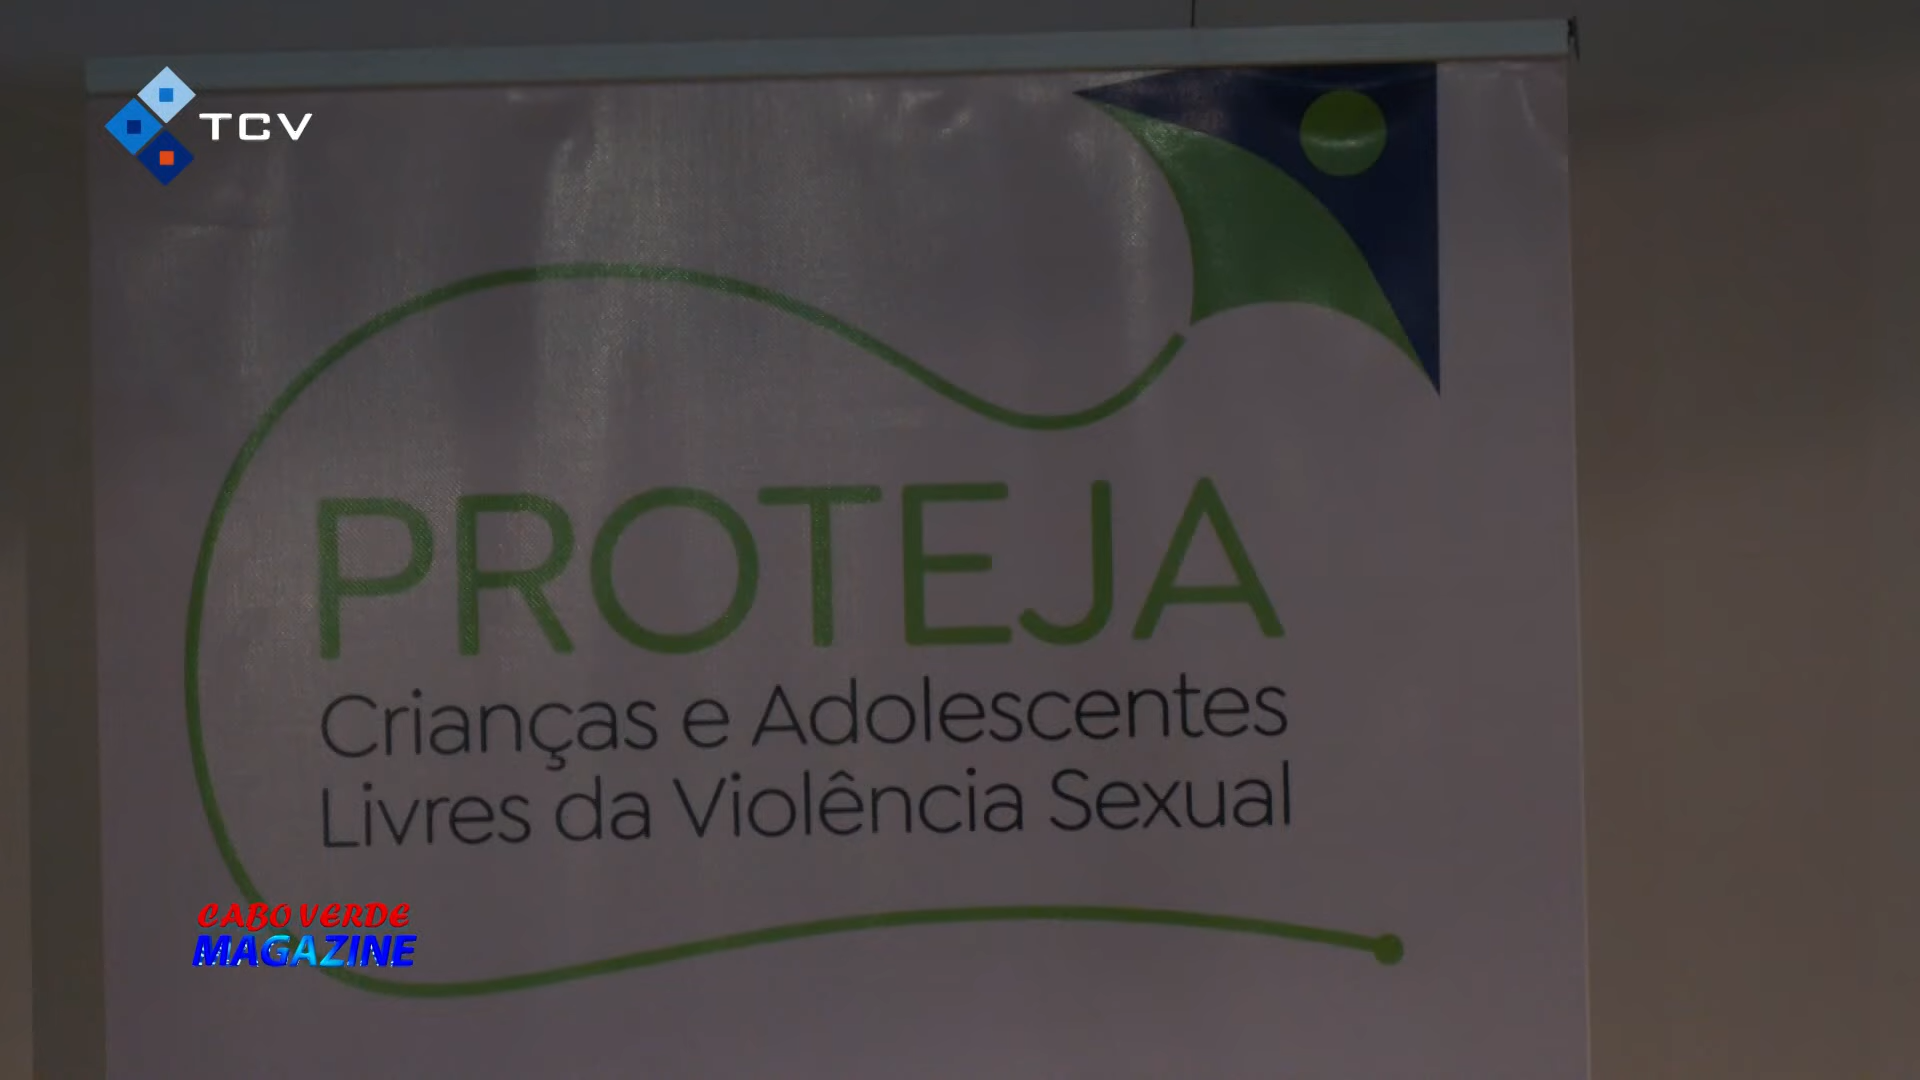 TCV
PROTEJA
Crianças e Adolescentes
Livres da Violência Sexual
CABO VERDE
MAGAZINE